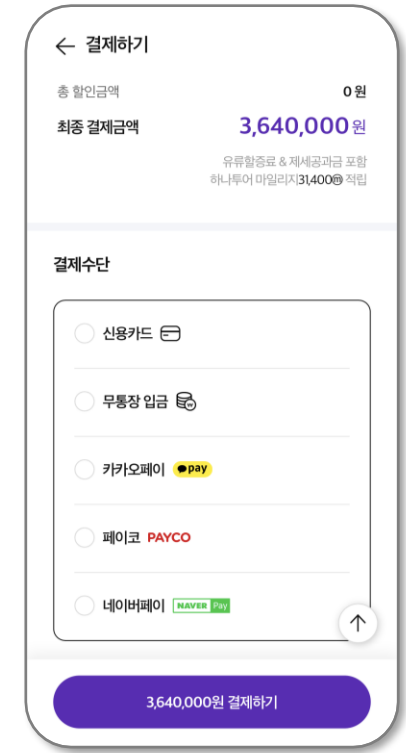 ← 결제하기
총 할인금액 0 원
최종 결제금액 3,640,000 원
유류할증료 & 제세공과금 포함
하나투어 마일리지31,400ⓜ 적립
결제수단
신용카드
무통장 입금 W
카카오페이 pay
페이코 PAYCO
네이버페이 NAVER Pay
↑
3,640,000원 결제하기